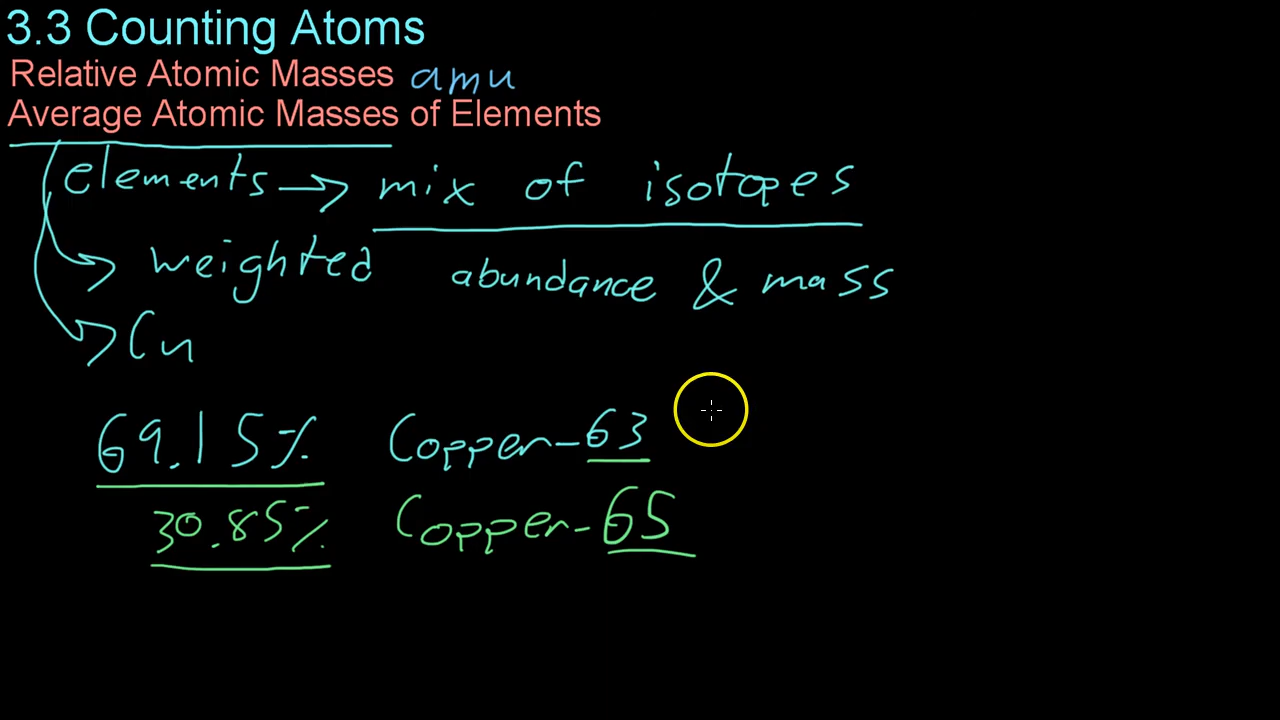 3.3 Counting Atoms
Relative Atomic Masses amu
Average Atomic Masses of Elements
elements → mix of isotopes
weighted abundance & mass
Cu
69.15% Copper-63
30.85% Copper-65